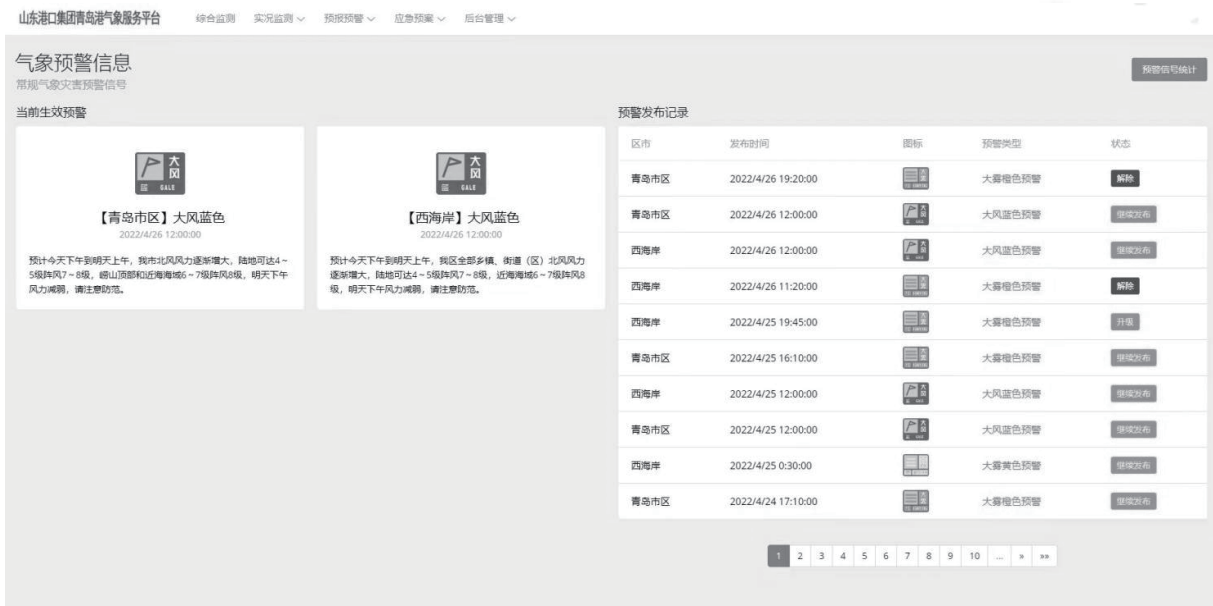 山东港口集团青岛港气象服务平台 综合监测 实况监测 预报预警 应急预案 后台管理
气象预警信息
常规气象灾害预警信号
预警信号统计
当前生效预警
大风
GALE
【青岛市区】大风蓝色
2022/4/26 12:00:00
预计今天下午到明天上午，我市北风风力逐渐增大，陆地可达4～
5级阵风7～8级，崂山顶部和近海海域6～7级阵风8级，明天下午
风力减弱，请注意防范。
大风
GALE
【西海岸】大风蓝色
2022/4/26 12:00:00
预计今天下午到明天上午，我区全部乡镇、街道（区）北风风力
逐渐增大，陆地可达4～5级阵风7～8级，近海海域6～7级阵风8
级，明天下午风力减弱，请注意防范。
预警发布记录
区市 发布时间 图标 预警类型 状态
青岛市区 2022/4/26 19:20:00 大雾橙色预警 解除
青岛市区 2022/4/26 12:00:00 大风蓝色预警 继续发布
西海岸 2022/4/26 12:00:00 大风蓝色预警 继续发布
西海岸 2022/4/26 11:20:00 大雾橙色预警 解除
西海岸 2022/4/25 19:45:00 大雾橙色预警 升级
青岛市区 2022/4/25 16:10:00 大雾橙色预警 继续发布
西海岸 2022/4/25 12:00:00 大风蓝色预警 继续发布
青岛市区 2022/4/25 12:00:00 大风蓝色预警 继续发布
西海岸 2022/4/25 0:30:00 大雾黄色预警 继续发布
青岛市区 2022/4/24 17:10:00 大雾橙色预警 继续发布
1 2 3 4 5 6 7 8 9 10 ... » »»